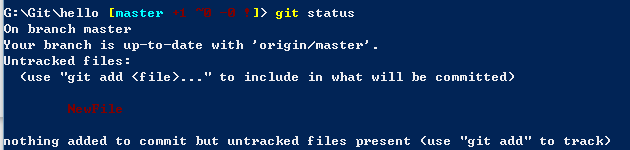 G:\Git\hello [master +1 ~0 -0 !]> git status
On branch master
Your branch is up-to-date with 'origin/master'.
Untracked files:
(use "git add <file>..." to include in what will be committed)
NewFile
nothing added to commit but untracked files present (use "git add" to track)